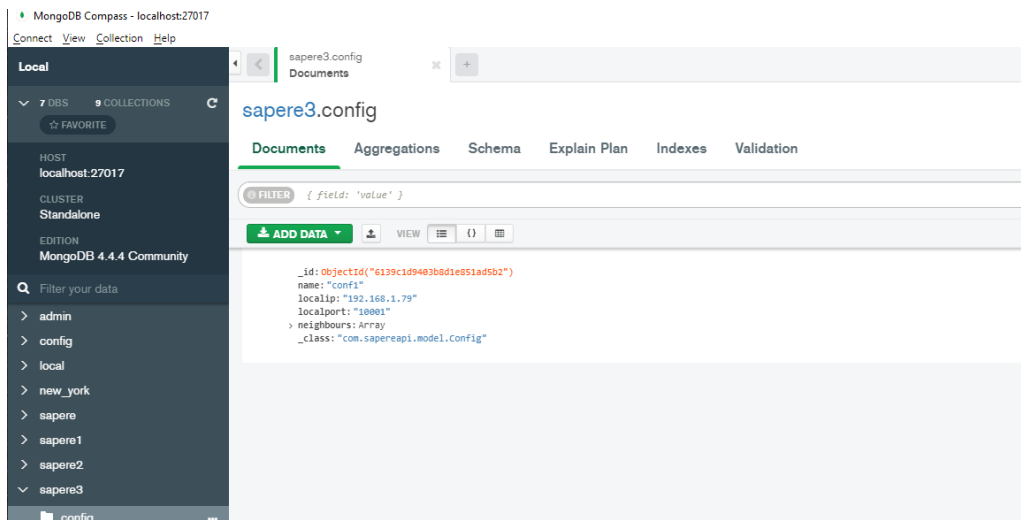 MongoDB Compass - localhost:27017
Connect View Collection Help
Local
7 DBS 9 COLLECTIONS
☆ FAVORITE
HOST
localhost:27017
CLUSTER
Standalone
EDITION
MongoDB 4.4.4 Community
Filter your data
admin
config
local
new_york
sapere
sapere1
sapere2
sapere3
config
sapere3.config
Documents
sapere3.config
Documents Aggregations Schema Explain Plan Indexes Validation
FILTER { field: 'value' }
ADD DATA VIEW {}
_id: ObjectId("6139c1d9403b8d1e851ad5b2")
name: "conf1"
localip: "192.168.1.79"
localport: "10001"
> neighbours: Array
_class: "com.sapereapi.model.Config"